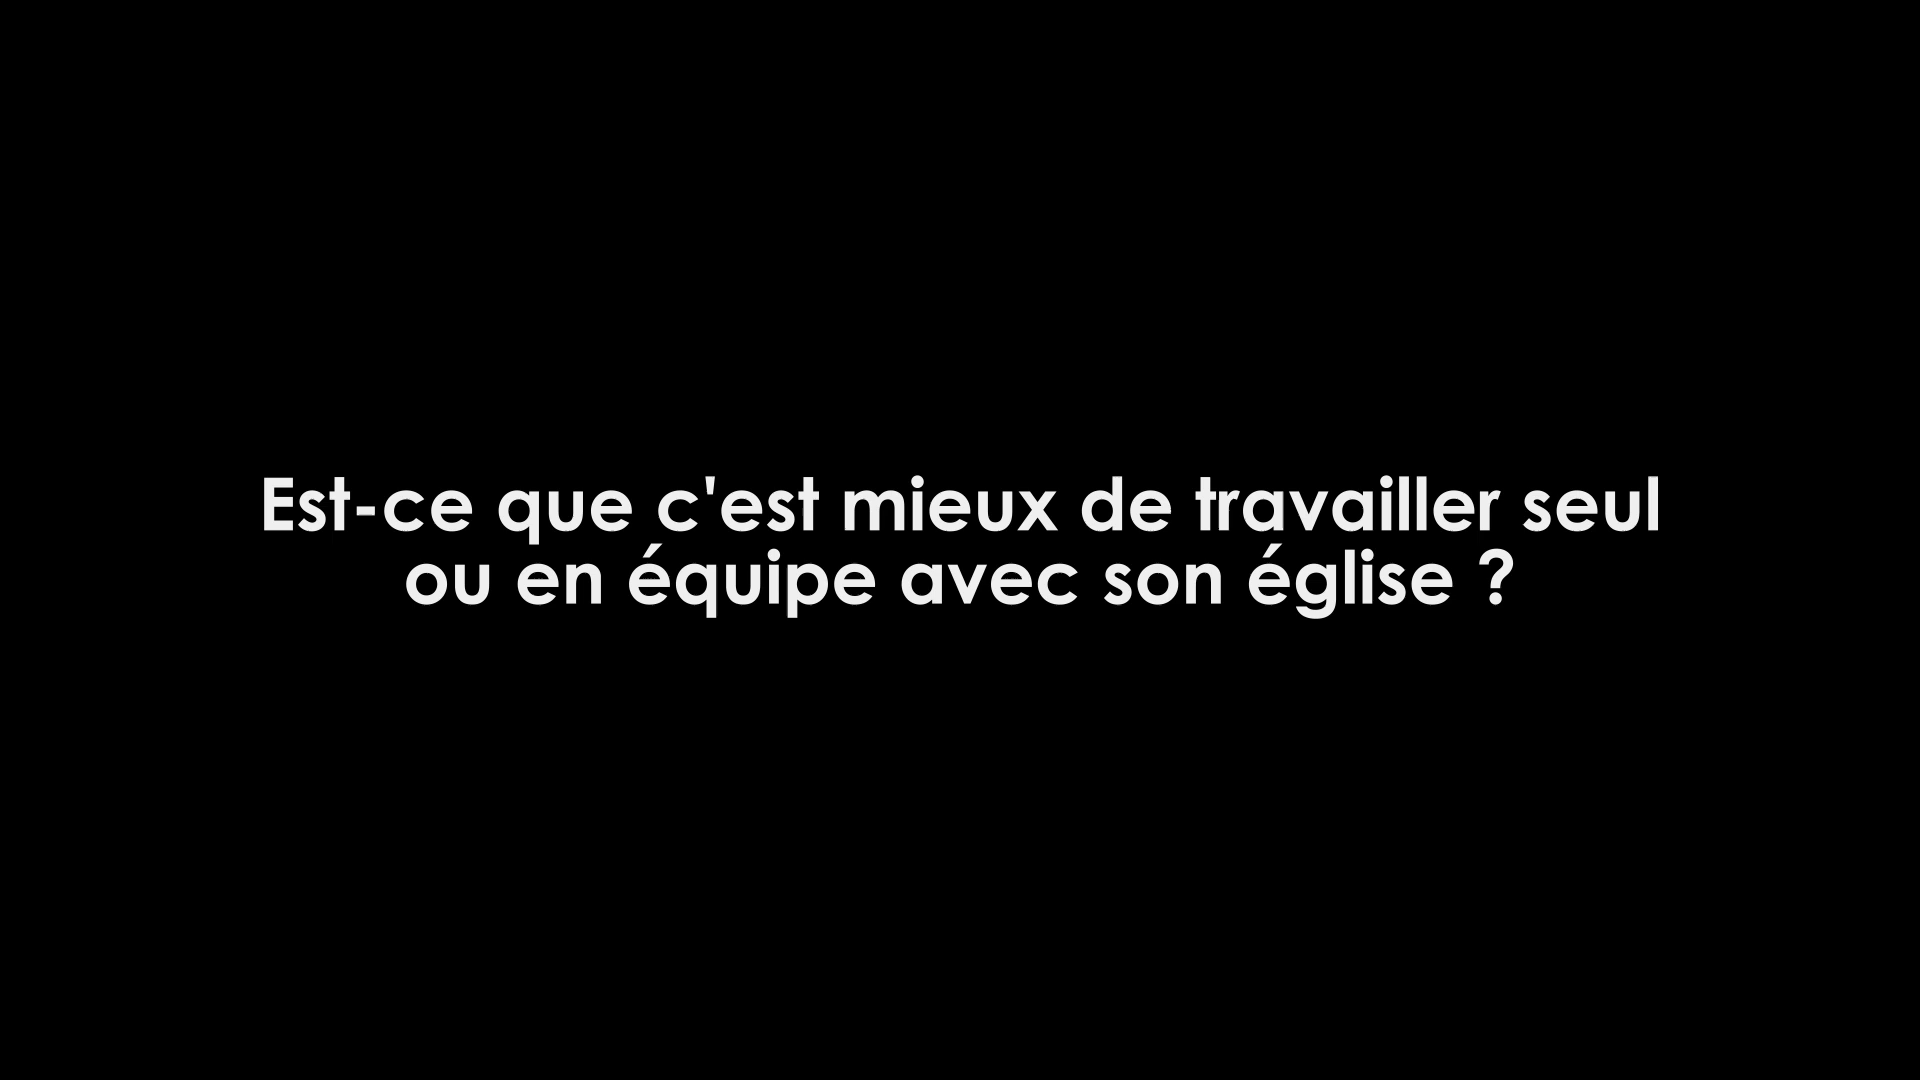 Est-ce que c'est mieux de travailler seul
ou en équipe avec son église ?